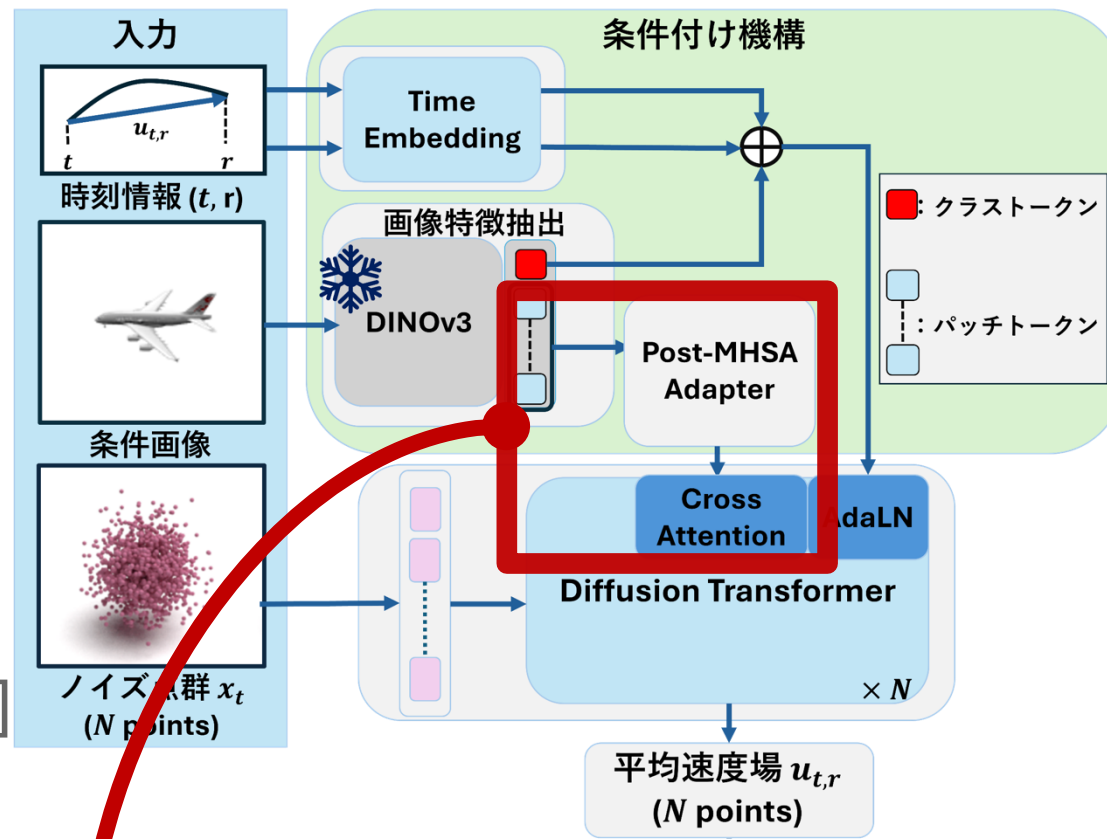 入力
条件付け機構
Time
Embedding
u_{t,r}
t
r
時刻情報 (t, r)
画像特徴抽出
DINOv3
: クラストークン
: パッチトークン
Post-MHSA
Adapter
条件画像
Cross
Attention
AdaLN
Diffusion Transformer
× N
ノイズ点群 x_t
(N points)
平均速度場 u_{t,r}
(N points)